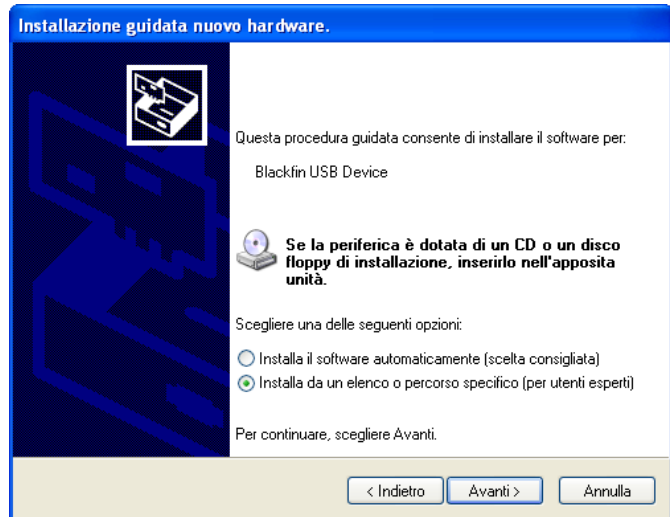 Installazione guidata nuovo hardware.
Questa procedura guidata consente di installare il software per:
Blackfin USB Device
Se la periferica è dotata di un CD o un disco
floppy di installazione, inserirlo nell'apposita
unità.
Scegliere una delle seguenti opzioni:
Installa il software automaticamente (scelta consigliata)
Installa da un elenco o percorso specifico (per utenti esperti)
Per continuare, scegliere Avanti.
< Indietro Avanti > Annulla